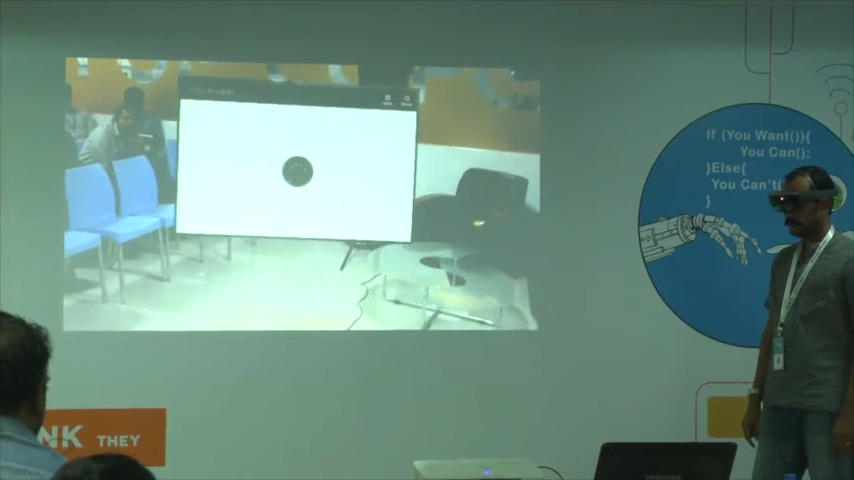 If (You Want()){
You Can():
}Else{
You Can't(
}
NK THEY